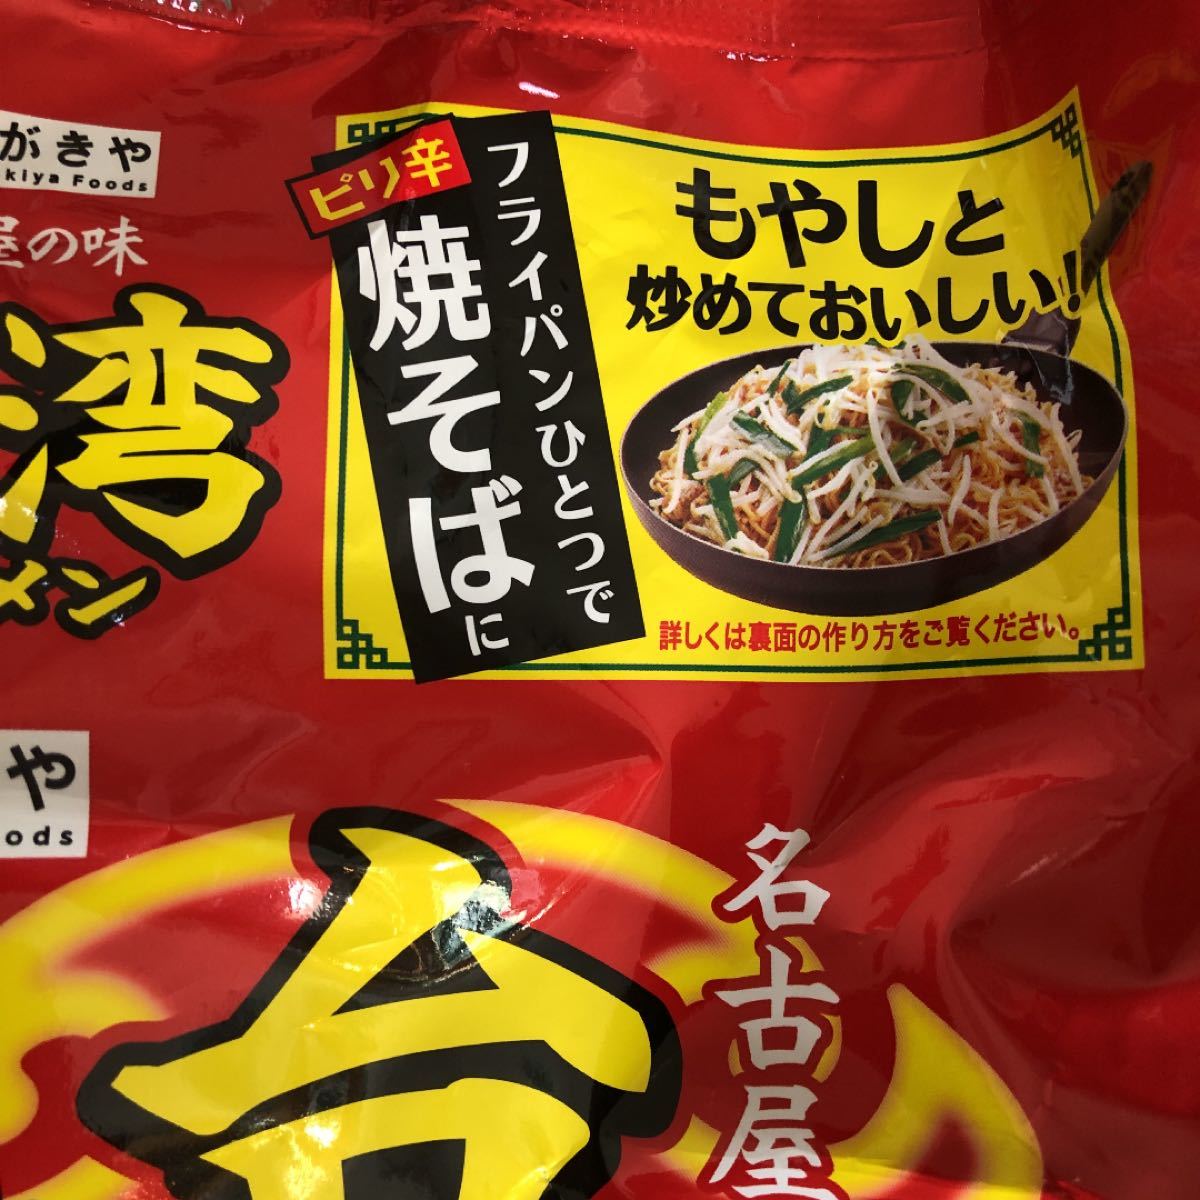 がきや
kiya Foods
屋の味
湾
メン
ピリ辛
フライパンひとつで
焼そばに
もやしと
炒めておいしい!
詳しくは裏面の作り方をご覧ください。
や
oods
名古屋
台